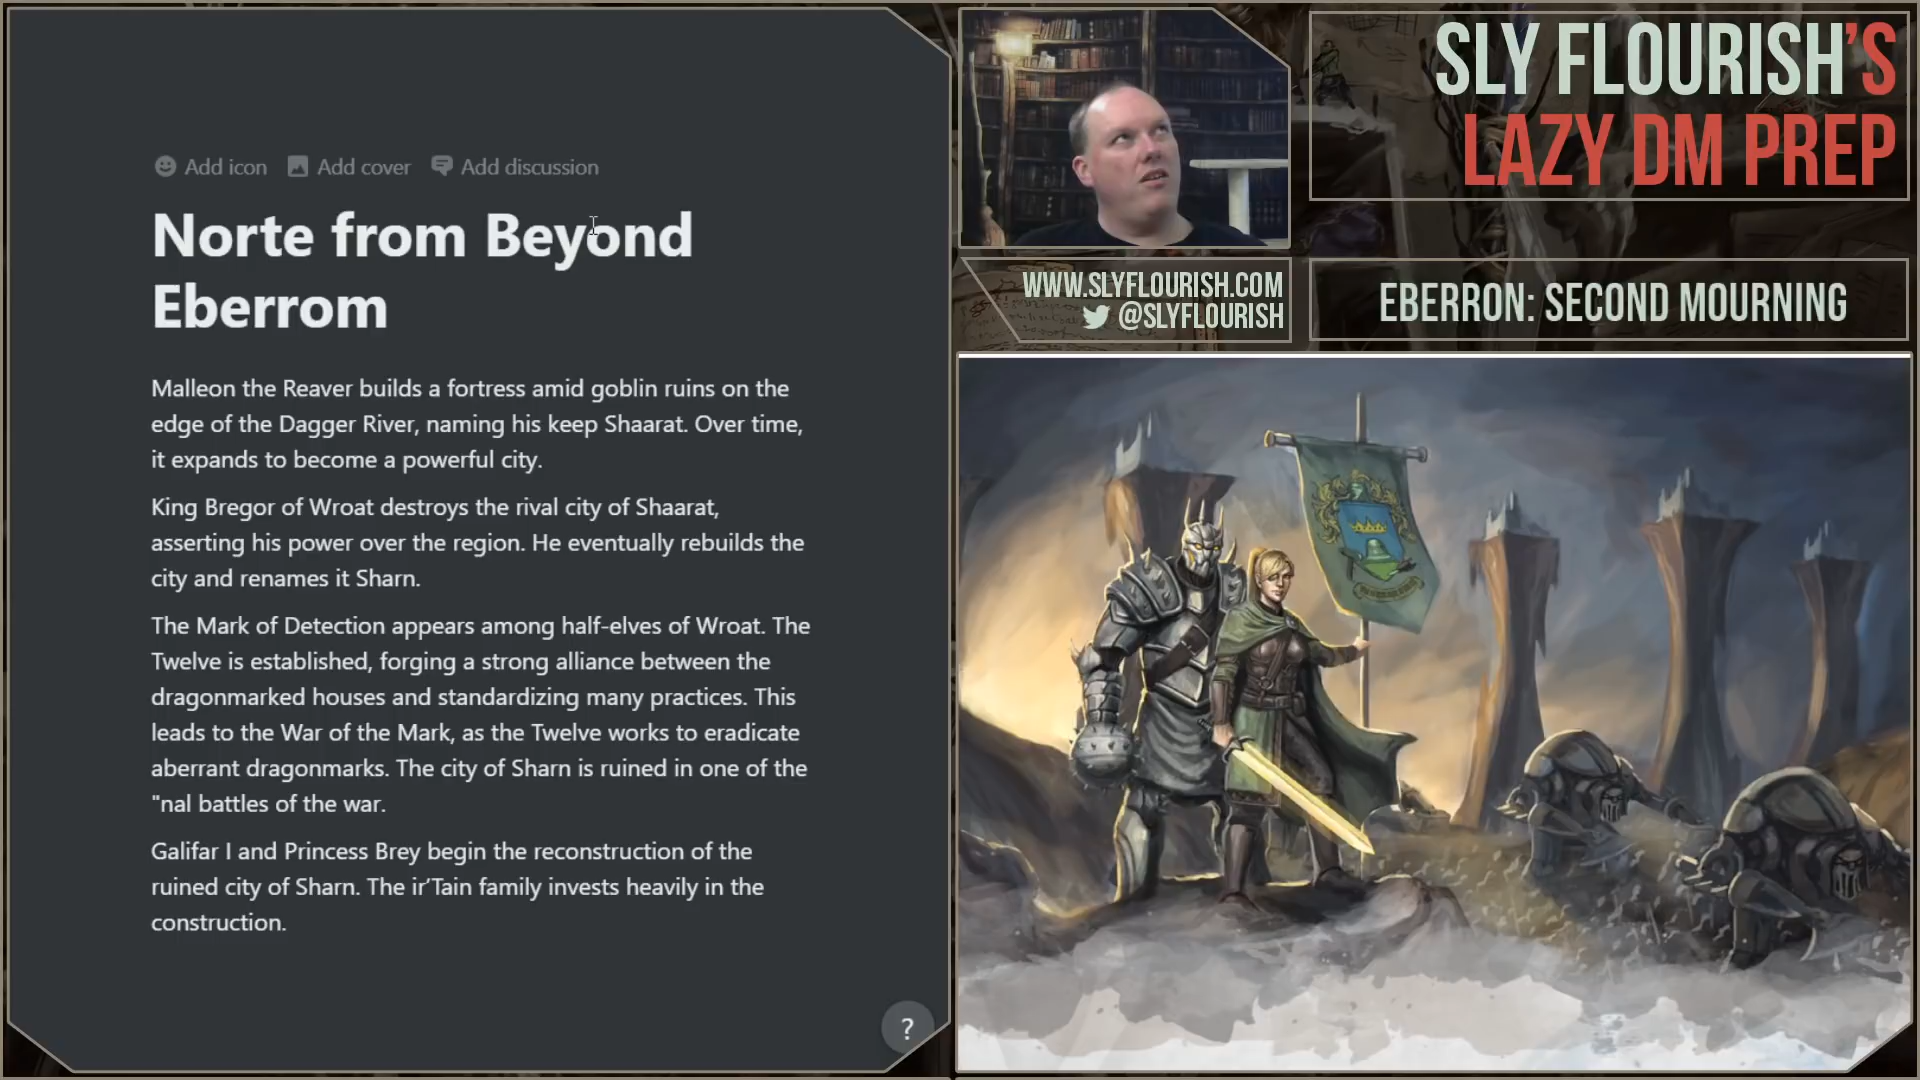 Add icon Add cover Add discussion
Norte from Beyond
Eberrom
Malleon the Reaver builds a fortress amid goblin ruins on the
edge of the Dagger River, naming his keep Shaarat. Over time,
it expands to become a powerful city.
King Bregor of Wroat destroys the rival city of Shaarat,
asserting his power over the region. He eventually rebuilds the
city and renames it Sharn.
The Mark of Detection appears among half-elves of Wroat. The
Twelve is established, forging a strong alliance between the
dragonmarked houses and standardizing many practices. This
leads to the War of the Mark, as the Twelve works to eradicate
aberrant dragonmarks. The city of Sharn is ruined in one of the
"nal battles of the war.
Galifar I and Princess Brey begin the reconstruction of the
ruined city of Sharn. The ir'Tain family invests heavily in the
construction.
?
WWW.SLYFLOURISH.COM
@SLYFLOURISH
SLY FLOURISH'S
LAZY DM PREP
EBERRON: SECOND MOURNING